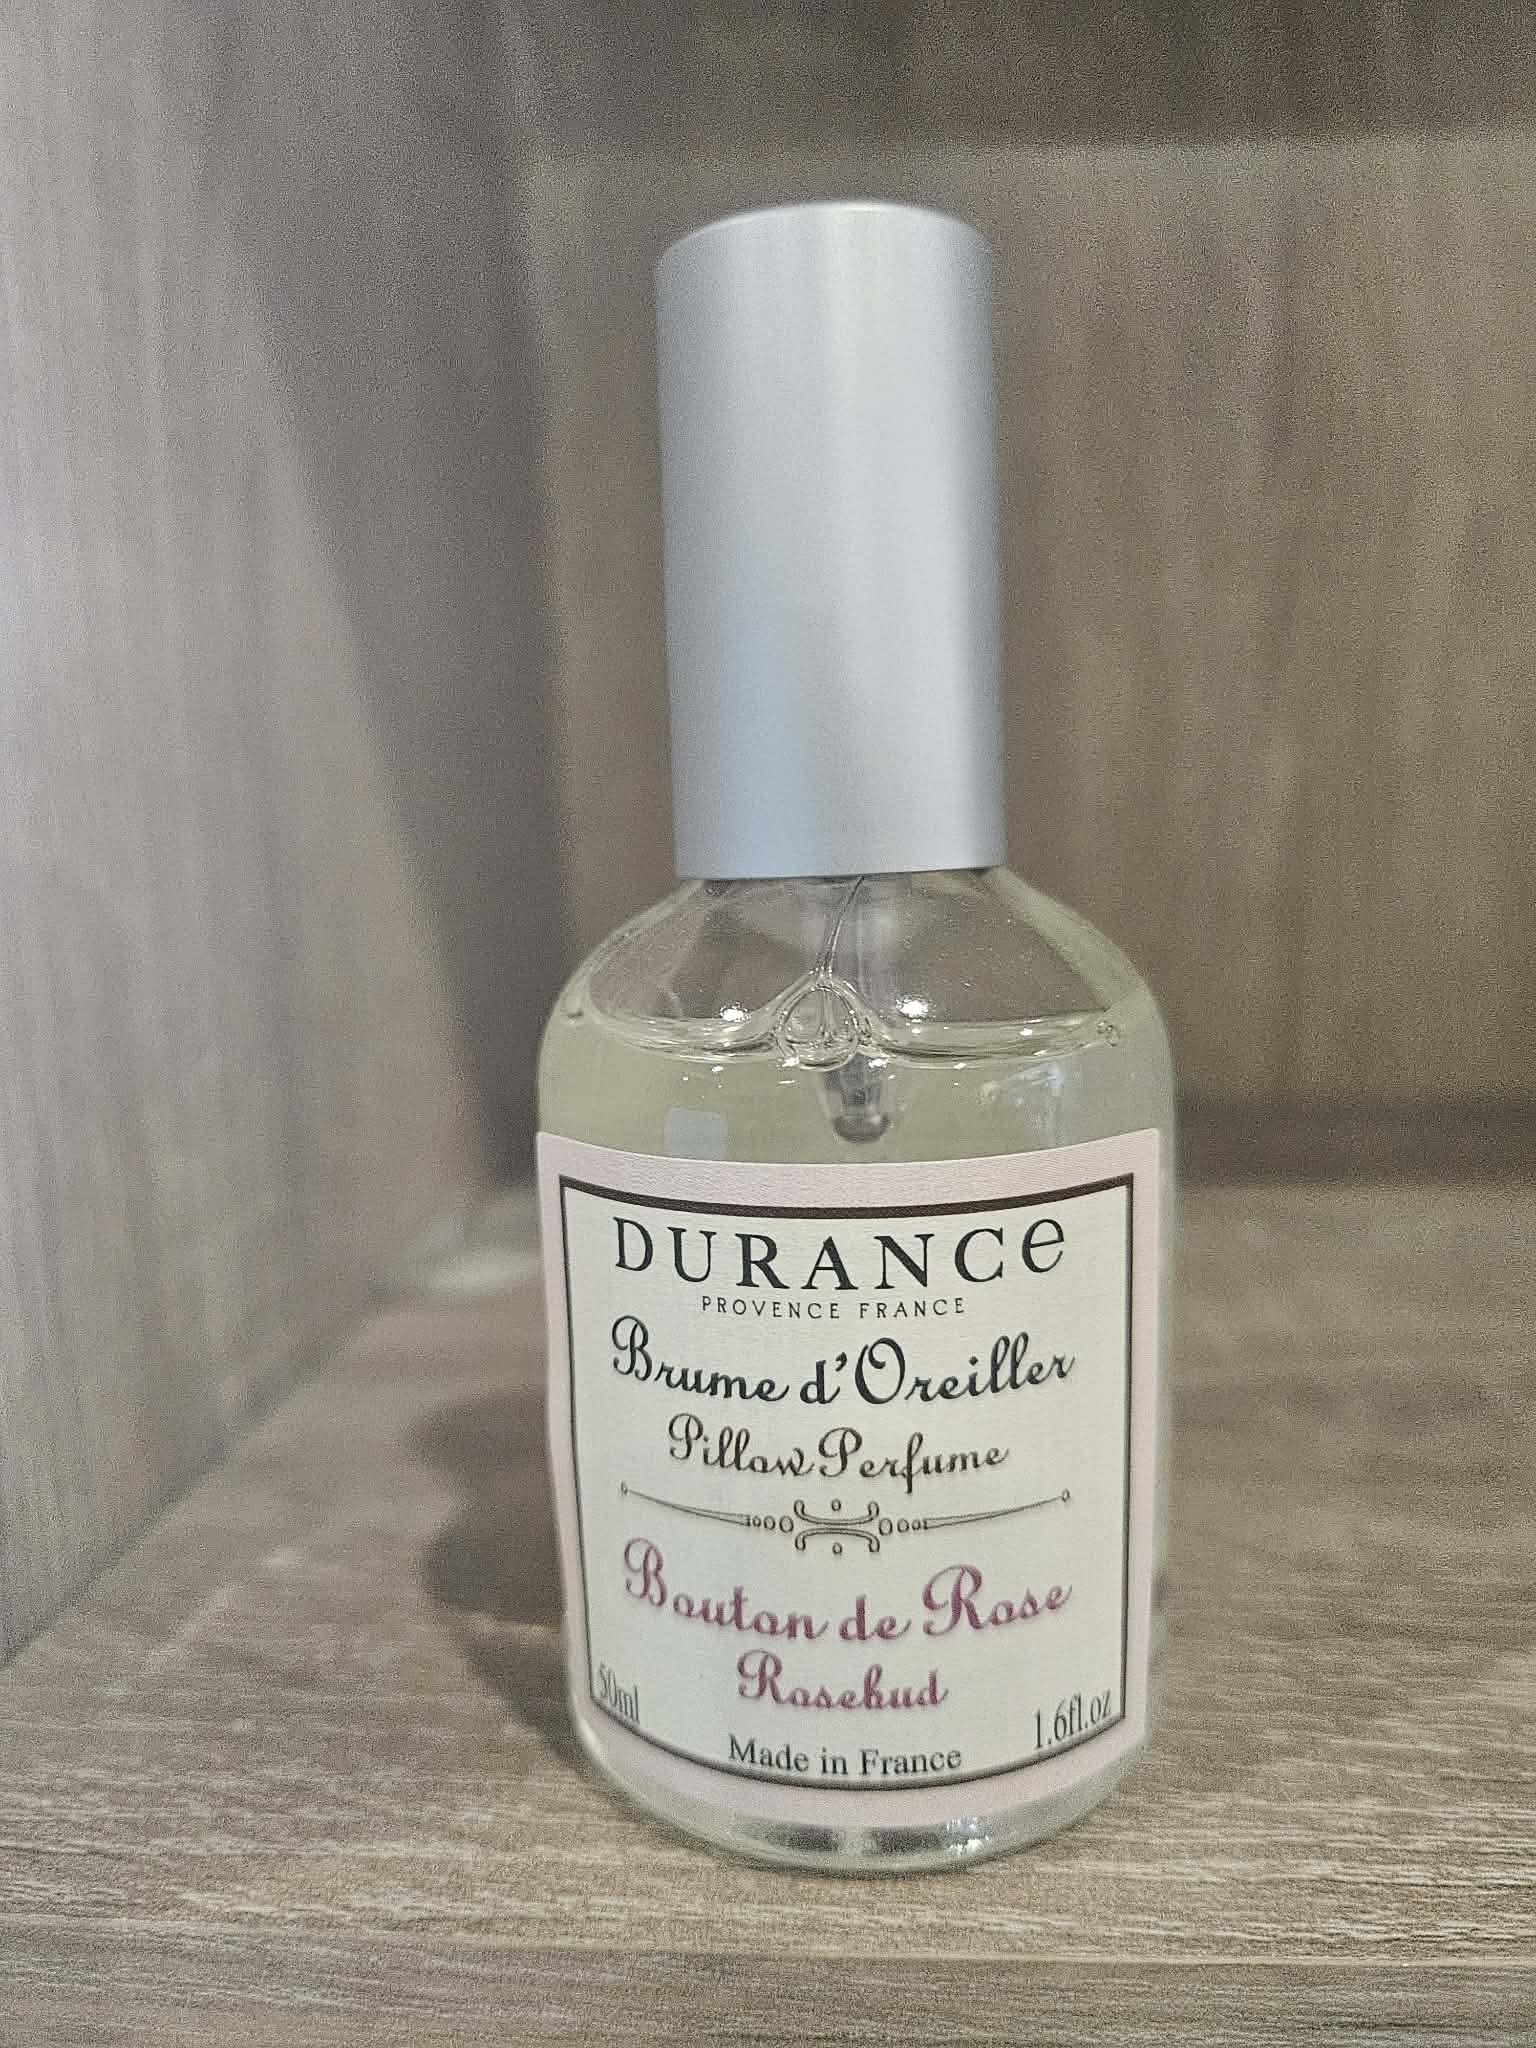 DURANCe
PROVENCE FRANCE
Brume d'Oreiller
Pillow Perfume
Bouton de Rose
Rosebud
50ml
1.6fl.oz
Made in France